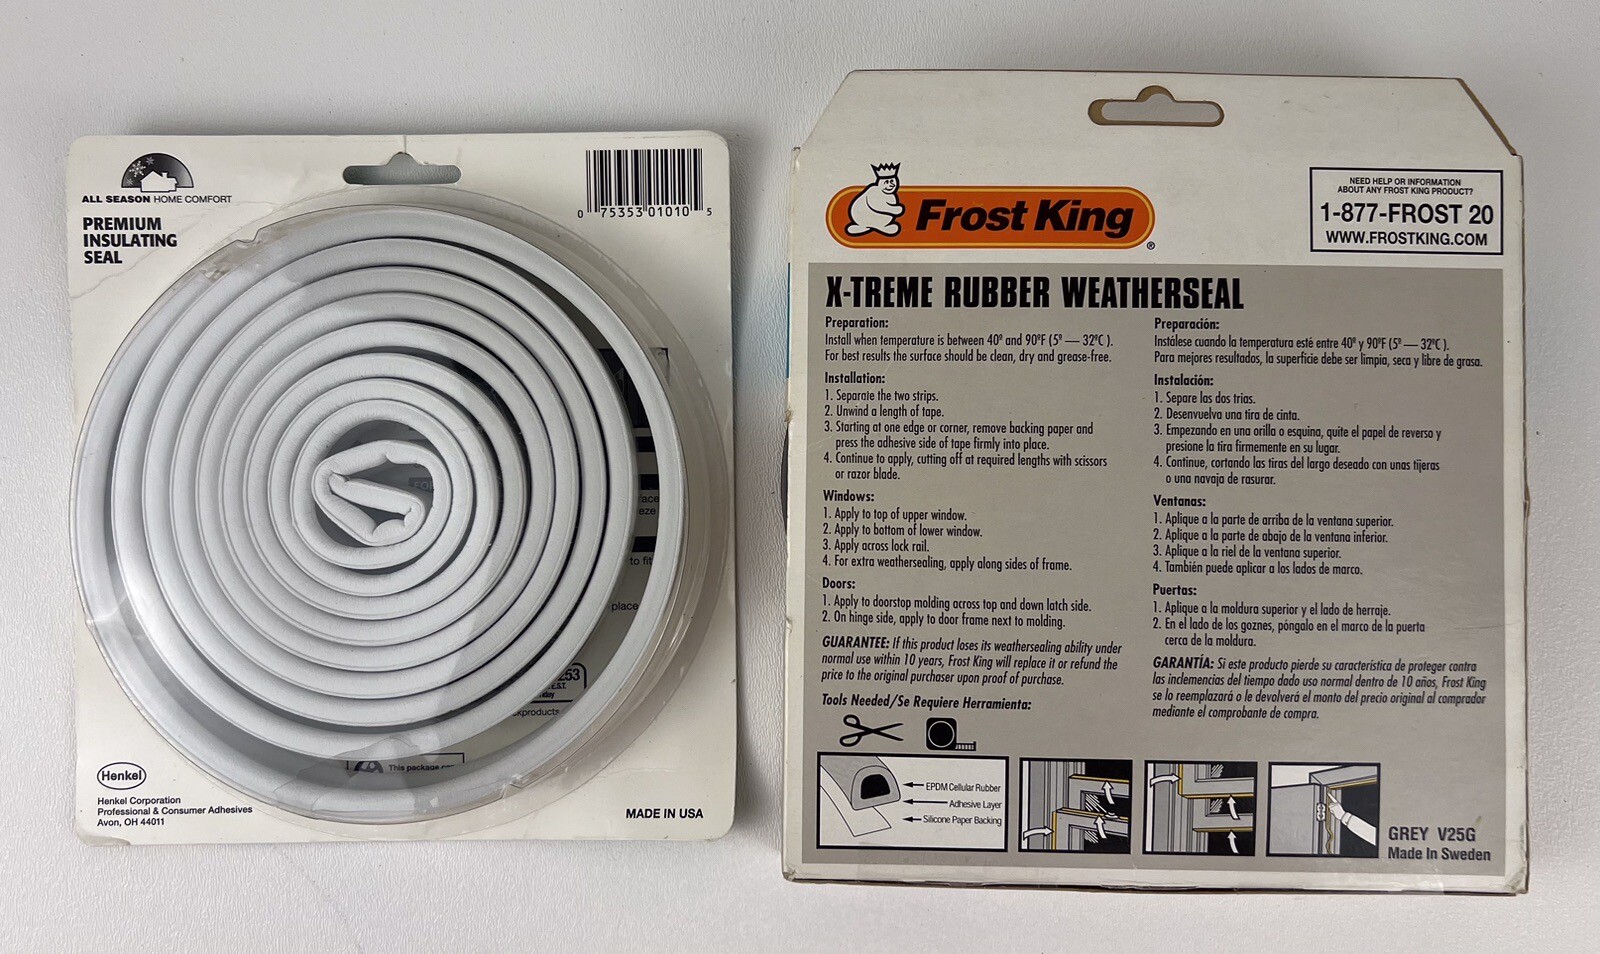 ALL SEASON HOME COMFORT
PREMIUM
INSULATING
SEAL
0 75353 01010 5
to fit
place
253
E.S.T.
This package
Henkel
Henkel Corporation
Professional & Consumer Adhesives
Avon, OH 44011
MADE IN USA
Frost King®
NEED HELP OR INFORMATION
ABOUT ANY FROST KING PRODUCT?
1-877-FROST 20
WWW.FROSTKING.COM
X-TREME RUBBER WEATHERSEAL
Preparation:
Install when temperature is between 40º and 90ºF (5º — 32ºC ).
For best results the surface should be clean, dry and grease-free.
Installation:
1. Separate the two strips.
2. Unwind a length of tape.
3. Starting at one edge or corner, remove backing paper and
press the adhesive side of tape firmly into place.
4. Continue to apply, cutting off at required lengths with scissors
or razor blade.
Windows:
1. Apply to top of upper window.
2. Apply to bottom of lower window.
3. Apply across lock rail.
4. For extra weathersealing, apply along sides of frame.
Doors:
1. Apply to doorstop molding across top and down latch side.
2. On hinge side, apply to door frame next to molding.
GUARANTEE: If this product loses its weathersealing ability under
normal use within 10 years, Frost King will replace it or refund the
price to the original purchaser upon proof of purchase.
Tools Needed/Se Requiere Herramienta:
Preparación:
Instálese cuando la temperatura esté entre 40º y 90ºF (5º — 32ºC ).
Para mejores resultados, la superficie debe ser limpia, seca y libre de grasa.
Instalación:
1. Separe las dos trias.
2. Desenvuelva una tira de cinta.
3. Empezando en una orilla o esquina, quite el papel de reverso y
presione la tira firmemente en su lugar.
4. Continue, cortando las tiras del largo deseado con unas tijeras
o una navaja de rasurar.
Ventanas:
1. Aplique a la parte de arriba de la ventana superior.
2. Aplique a la parte de abajo de la ventana inferior.
3. Aplique a la riel de la ventana superior.
4. También puede aplicar a los lados de marco.
Puertas:
1. Aplique a la moldura superior y el lado de herraje.
2. En el lado de los goznes, póngalo en el marco de la puerta
cerca de la moldura.
GARANTÍA: Si este producto pierde su característica de proteger contra
las inclemencias del tiempo dado uso normal dentro de 10 años, Frost King
se lo reemplazará o le devolverá el monto del precio original al comprador
mediante el comprobante de compra.
EPDM Cellular Rubber
Adhesive Layer
Silicone Paper Backing
GREY V25G
Made In Sweden